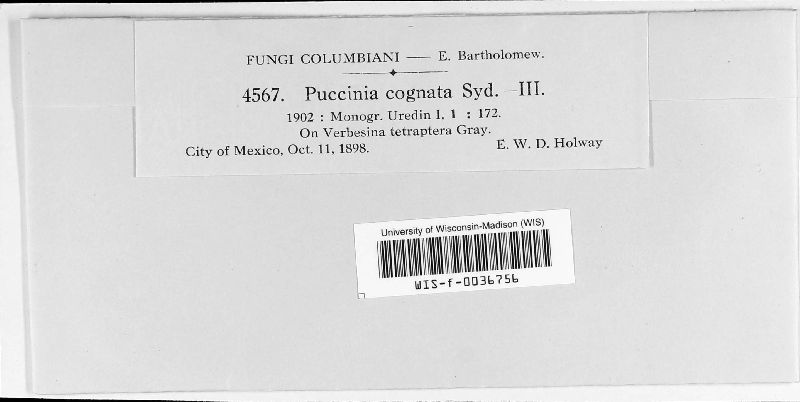 FUNGI COLUMBIANI — E. Bartholomew.
4567. Puccinia cognata Syd. —III.
1902 : Monogr. Uredin I, 1 : 172.
On Verbesina tetraptera Gray.
City of Mexico, Oct. 11, 1898. E. W. D. Holway
University of Wisconsin-Madison (WIS)
WIS-f-0036756